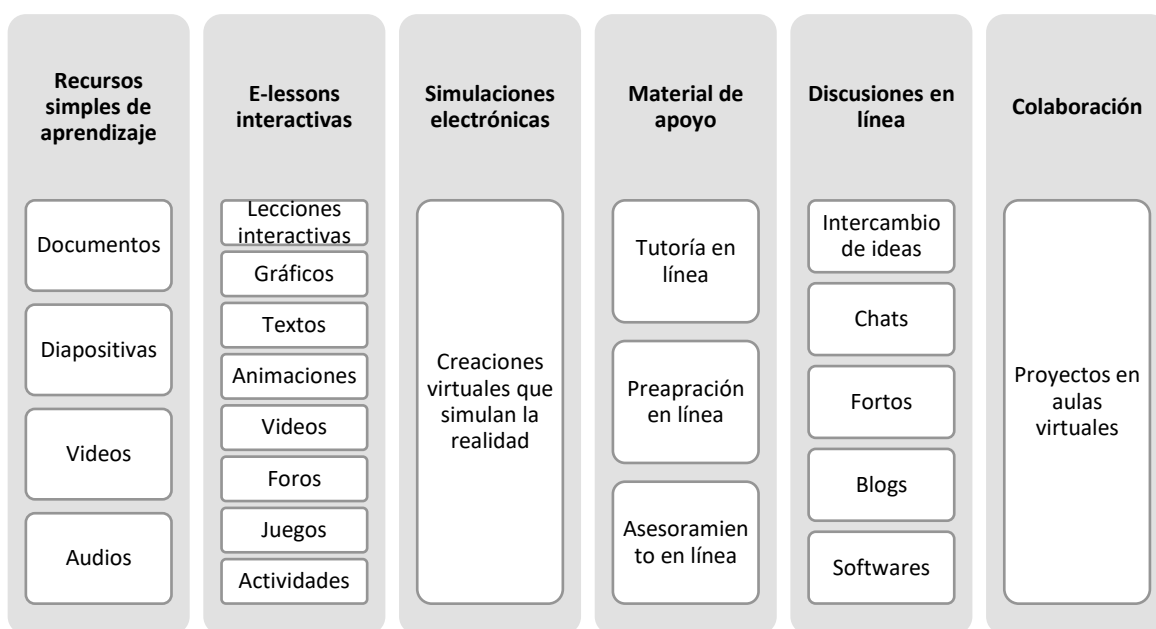 Recursos
simples de
aprendizaje
Documentos
Diapositivas
Videos
Audios
E-lessons
interactivas
Lecciones
interactivas
Gráficos
Textos
Animaciones
Videos
Foros
Juegos
Actividades
Simulaciones
electrónicas
Creaciones
virtuales que
simulan la
realidad
Material de
apoyo
Tutoría en
línea
Preapración
en línea
Asesoramien
to en línea
Discusiones en
línea
Intercambio
de ideas
Chats
Fortos
Blogs
Softwares
Colaboración
Proyectos en
aulas
virtuales